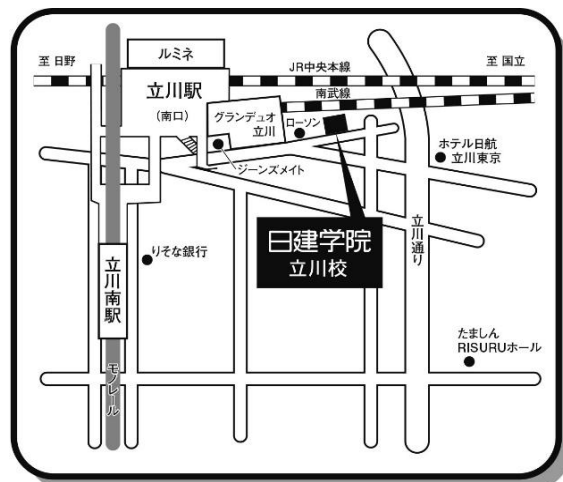 ルミネ
至 日野
JR中央本線
至 国立
立川駅
(南口)
南武線
グランデュオ
立川
ローソン
ジーンズメイト
ホテル日航
立川東京
日建学院
立川校
立川通り
りそな銀行
立川南駅
たましん
RISURUホール
モノレール